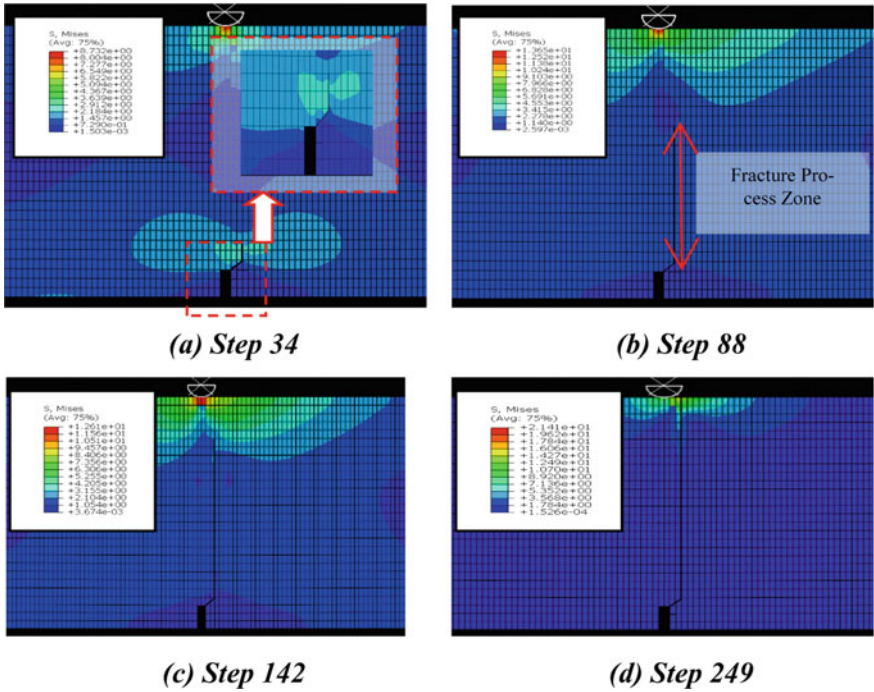 S, Mises
(Avg: 75%)
+8.732e+00
+8.004e+00
+7.277e+00
+6.549e+00
+5.822e+00
+5.094e+00
+4.367e+00
+3.639e+00
+2.912e+00
+2.184e+00
+1.457e+00
+7.290e-01
+1.503e-03
(a) Step 34
S, Mises
(Avg: 75%)
+1.365e+01
+1.252e+01
+1.138e+01
+1.024e+01
+9.103e+00
+7.966e+00
+6.828e+00
+5.691e+00
+4.553e+00
+3.415e+00
+2.278e+00
+1.140e+00
+2.597e-03
Fracture Pro-
cess Zone
(b) Step 88
S, Mises
(Avg: 75%)
+1.261e+01
+1.156e+01
+1.051e+01
+9.457e+00
+8.406e+00
+7.356e+00
+6.306e+00
+5.255e+00
+4.205e+00
+3.155e+00
+2.104e+00
+1.054e+00
+3.674e-03
(c) Step 142
S, Mises
(Avg: 75%)
+2.141e+01
+1.962e+01
+1.784e+01
+1.606e+01
+1.427e+01
+1.249e+01
+1.070e+01
+8.920e+00
+7.136e+00
+5.352e+00
+3.568e+00
+1.784e+00
+1.526e-04
(d) Step 249